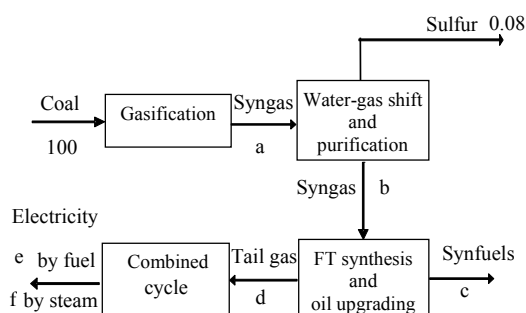 Sulfur 0.08
Coal
100
Gasification
Syngas
a
Water-gas shift
and
purification
Syngas b
Electricity
e by fuel
f by steam
Combined
cycle
Tail gas
d
FT synthesis
and
oil upgrading
Synfuels
c